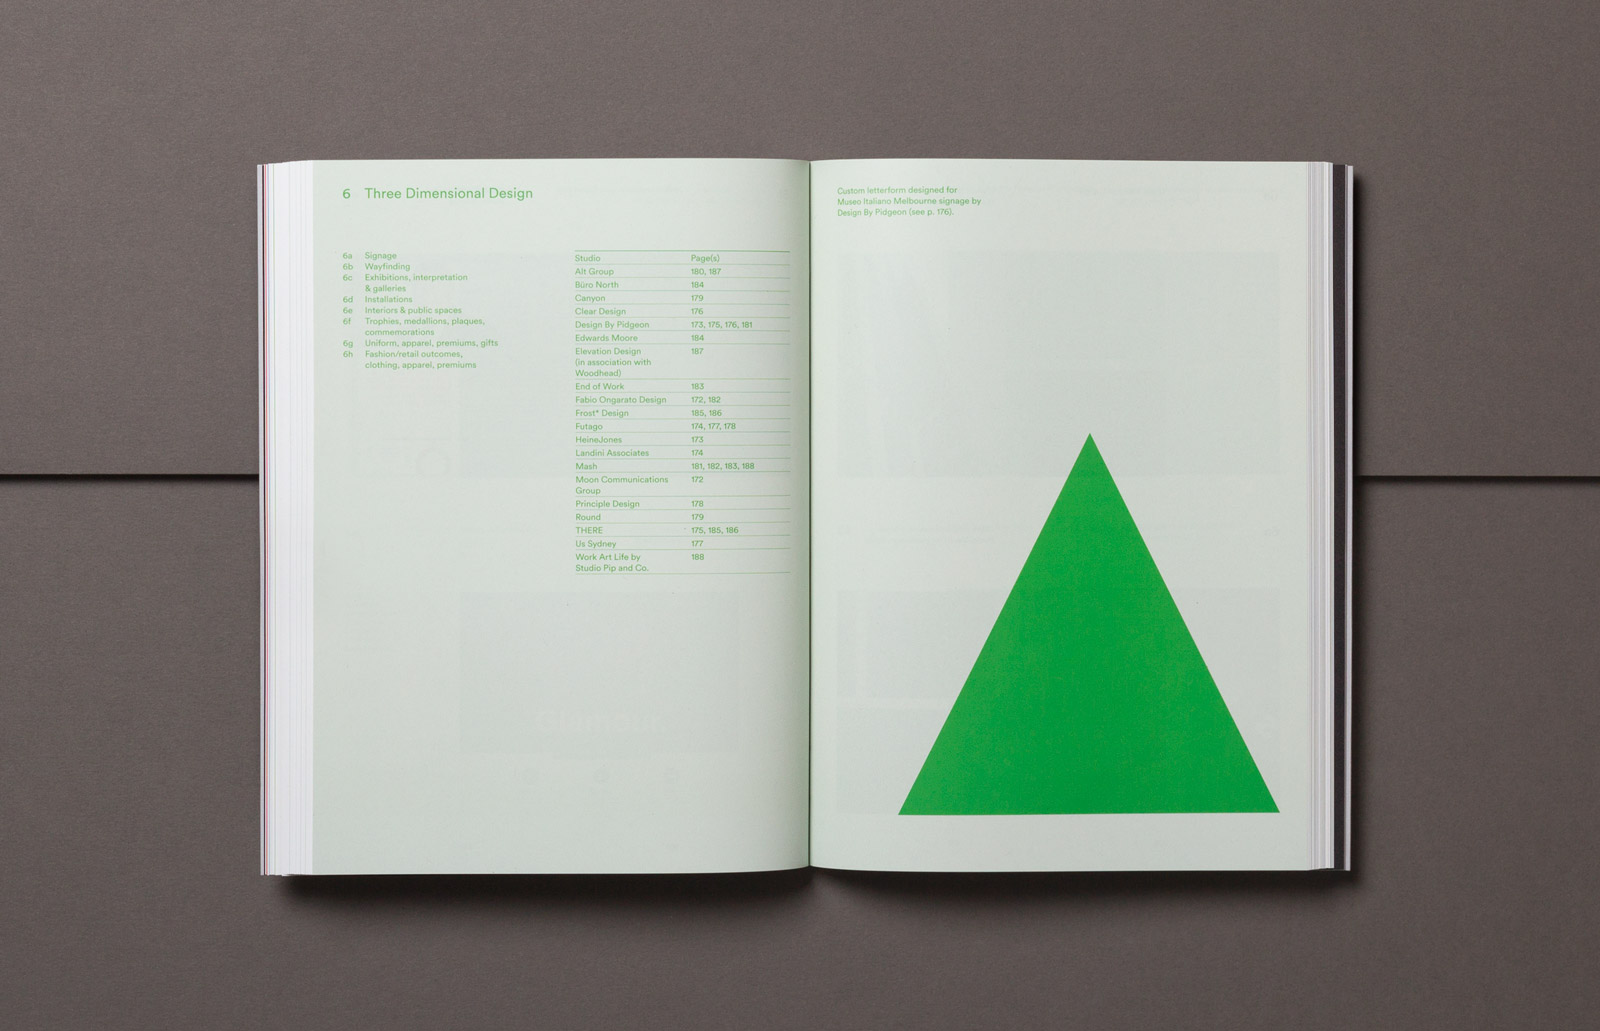 6 Three Dimensional Design
6a Signage
6b Wayfinding
6c Exhibitions, interpretation
& galleries
6d Installations
6e Interiors & public spaces
6f Trophies, medallions, plaques,
commemorations
6g Uniform, apparel, premiums, gifts
6h Fashion/retail outcomes,
clothing, apparel, premiums
Studio Page(s)
Alt Group 180, 187
Büro North 184
Canyon 179
Clear Design 176
Design By Pidgeon 173, 175, 176, 181
Edwards Moore 184
Elevation Design 187
(in association with
Woodhead)
End of Work 183
Fabio Ongarato Design 172, 182
Frost* Design 185, 186
Futago 174, 177, 178
HeineJones 173
Landini Associates 174
Mash 181, 182, 183, 188
Moon Communications 172
Group
Principle Design 178
Round 179
THERE 175, 185, 186
Us Sydney 177
Work Art Life by 188
Studio Pip and Co.
Custom letterform designed for
Museo Italiano Melbourne signage by
Design By Pidgeon (see p. 176).